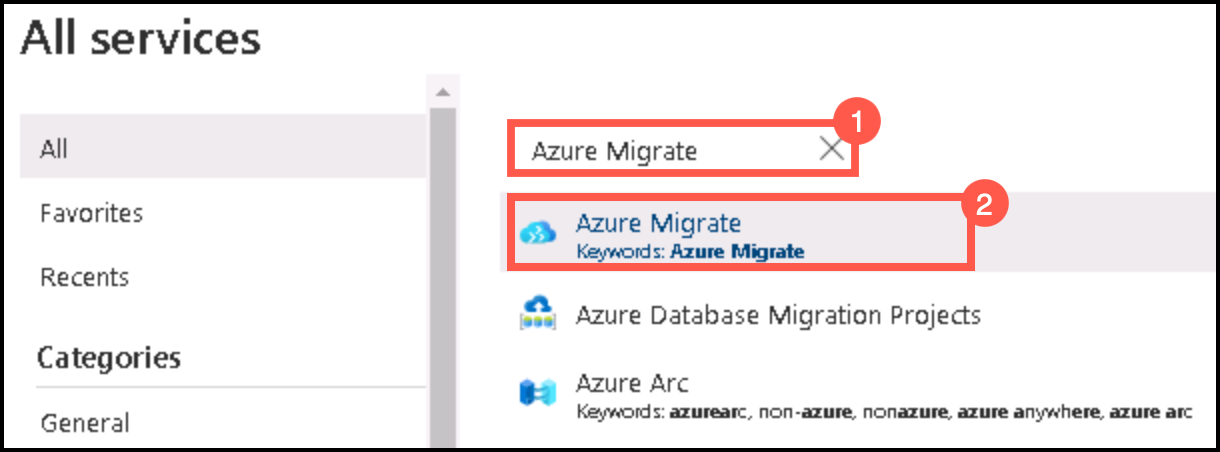 All services
All
Favorites
Recents
Categories
General
Azure Migrate
1
Azure Migrate
2
Keywords: Azure Migrate
Azure Database Migration Projects
Azure Arc
Keywords: azurearc, non-azure, nonazure, azure anywhere, azure arc